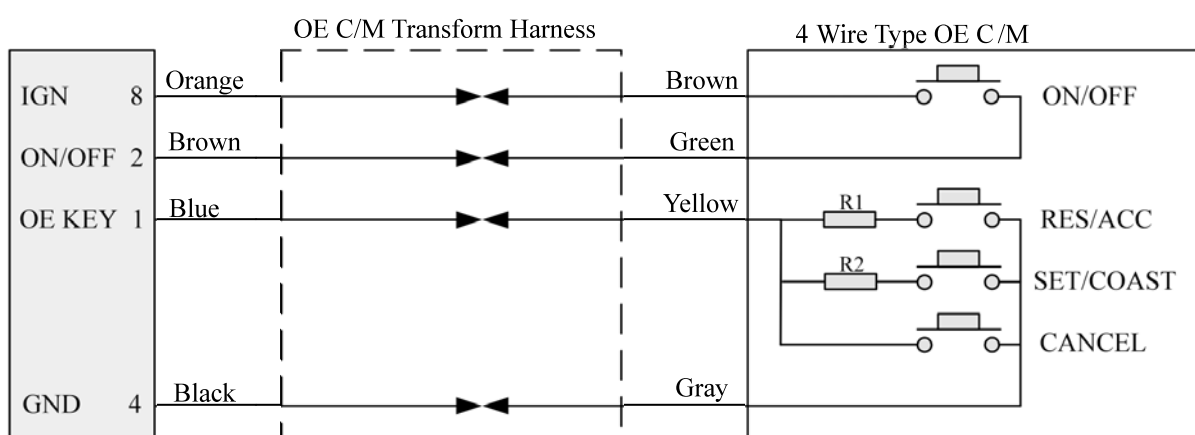 OE C/M Transform Harness
4 Wire Type OE C/M
IGN 8 Orange Brown ON/OFF
ON/OFF 2 Brown Green
OE KEY 1 Blue Yellow R1 RES/ACC
R2 SET/COAST
CANCEL
GND 4 Black Gray